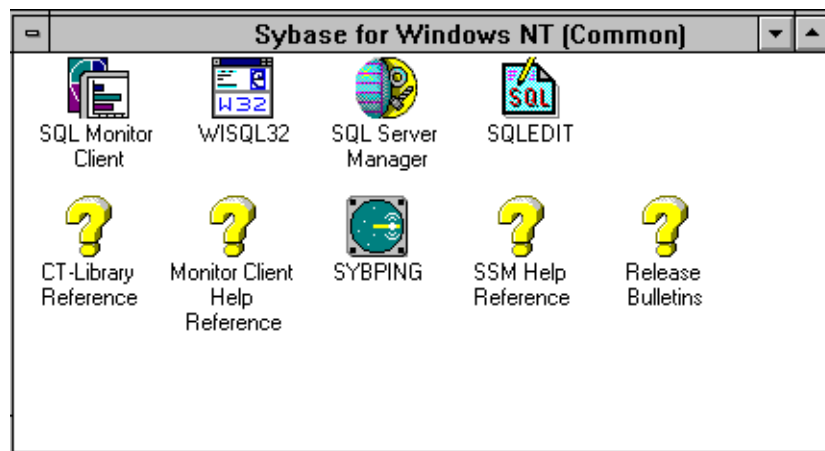 Sybase for Windows NT (Common)
W32
SQL
SQL Monitor
Client
WISQL32
SQL Server
Manager
SQLEDIT
CT-Library
Reference
Monitor Client
Help
Reference
SYBPING
SSM Help
Reference
Release
Bulletins